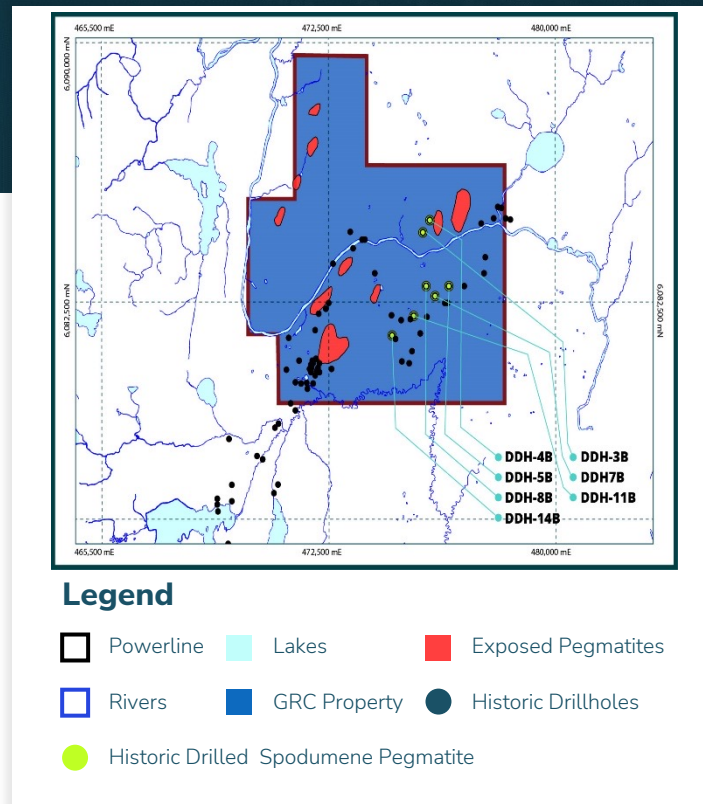 465,500 mE 472,500 mE 480,000 mE
6,090,000 mN
6,082,500 mN
6,082,500 mN
DDH-4B DDH-3B
DDH-5B DDH7B
DDH-8B DDH-11B
DDH-14B
465,500 mE 472,500 mE 480,000 mE
Legend
Powerline Lakes Exposed Pegmatites
Rivers GRC Property Historic Drillholes
Historic Drilled Spodumene Pegmatite